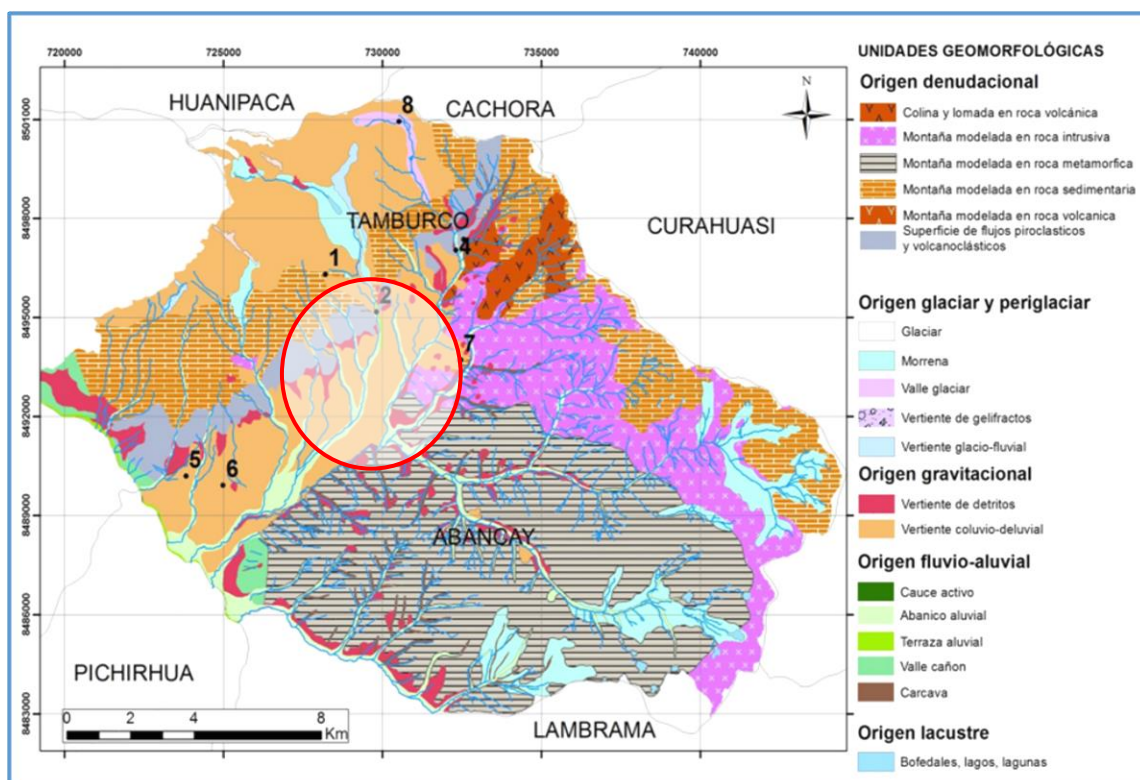 720000 725000 730000 735000 740000
8501000
8498000
8495000
8492000
8489000
8486000
8483000
HUANIPACA
CACHORA
8
N
TAMBURCO
CURAHUASI
4
1
2
7
5
6
ABANCAY
PICHIRHUA
LAMBRAMA
0 2 4 8
Km
UNIDADES GEOMORFOLÓGICAS
Origen denudacional
Colina y lomada en roca volcánica
Montaña modelada en roca intrusiva
Montaña modelada en roca metamorfica
Montaña modelada en roca sedimentaria
Montaña modelada en roca volcanica
Superficie de flujos piroclasticos
y volcanoclásticos
Origen glaciar y periglaciar
Glaciar
Morrena
Valle glaciar
Vertiente de gelifractos
Vertiente glacio-fluvial
Origen gravitacional
Vertiente de detritos
Vertiente coluvio-deluvial
Origen fluvio-aluvial
Cauce activo
Abanico aluvial
Terraza aluvial
Valle cañon
Carcava
Origen lacustre
Bofedales, lagos, lagunas